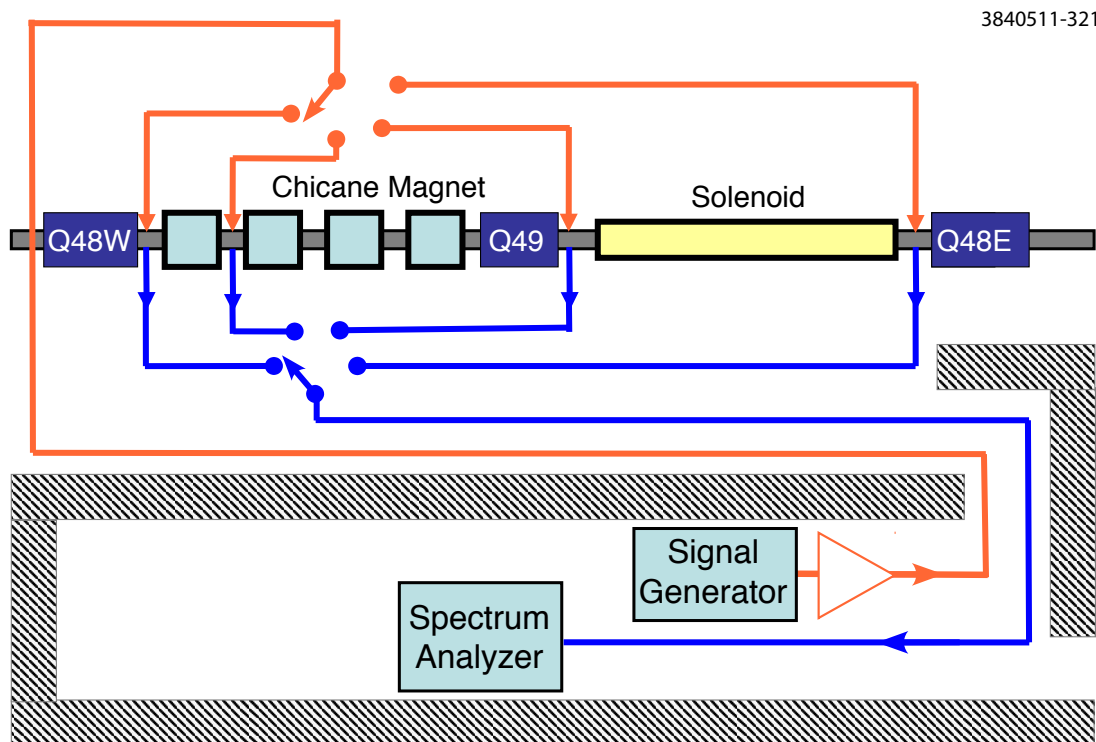 3840511-321
Chicane Magnet
Solenoid
Q48W
Q49
Q48E
Signal
Generator
Spectrum
Analyzer